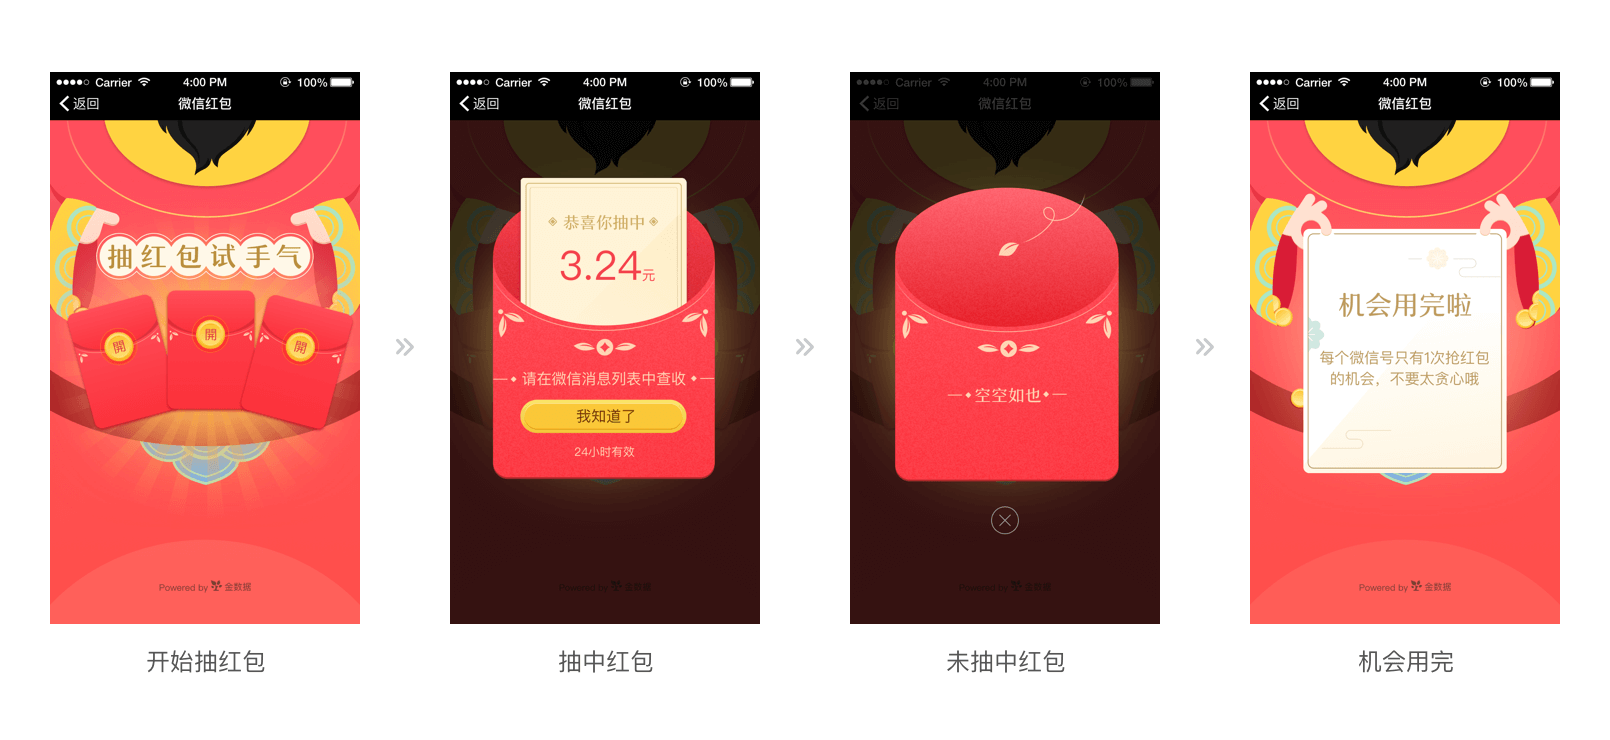 Carrier 4:00 PM 100%
返回 微信红包
抽红包试手气
開 開 開
Powered by 金数据
开始抽红包
Carrier 4:00 PM 100%
返回 微信红包
恭喜你抽中
3.24元
请在微信消息列表中查收
我知道了
24小时有效
Powered by 金数据
抽中红包
Carrier 4:00 PM 100%
返回 微信红包
空空如也
Powered by 金数据
未抽中红包
Carrier 4:00 PM 100%
返回 微信红包
机会用完啦
每个微信号只有1次抢红包
的机会，不要太贪心哦
Powered by 金数据
机会用完